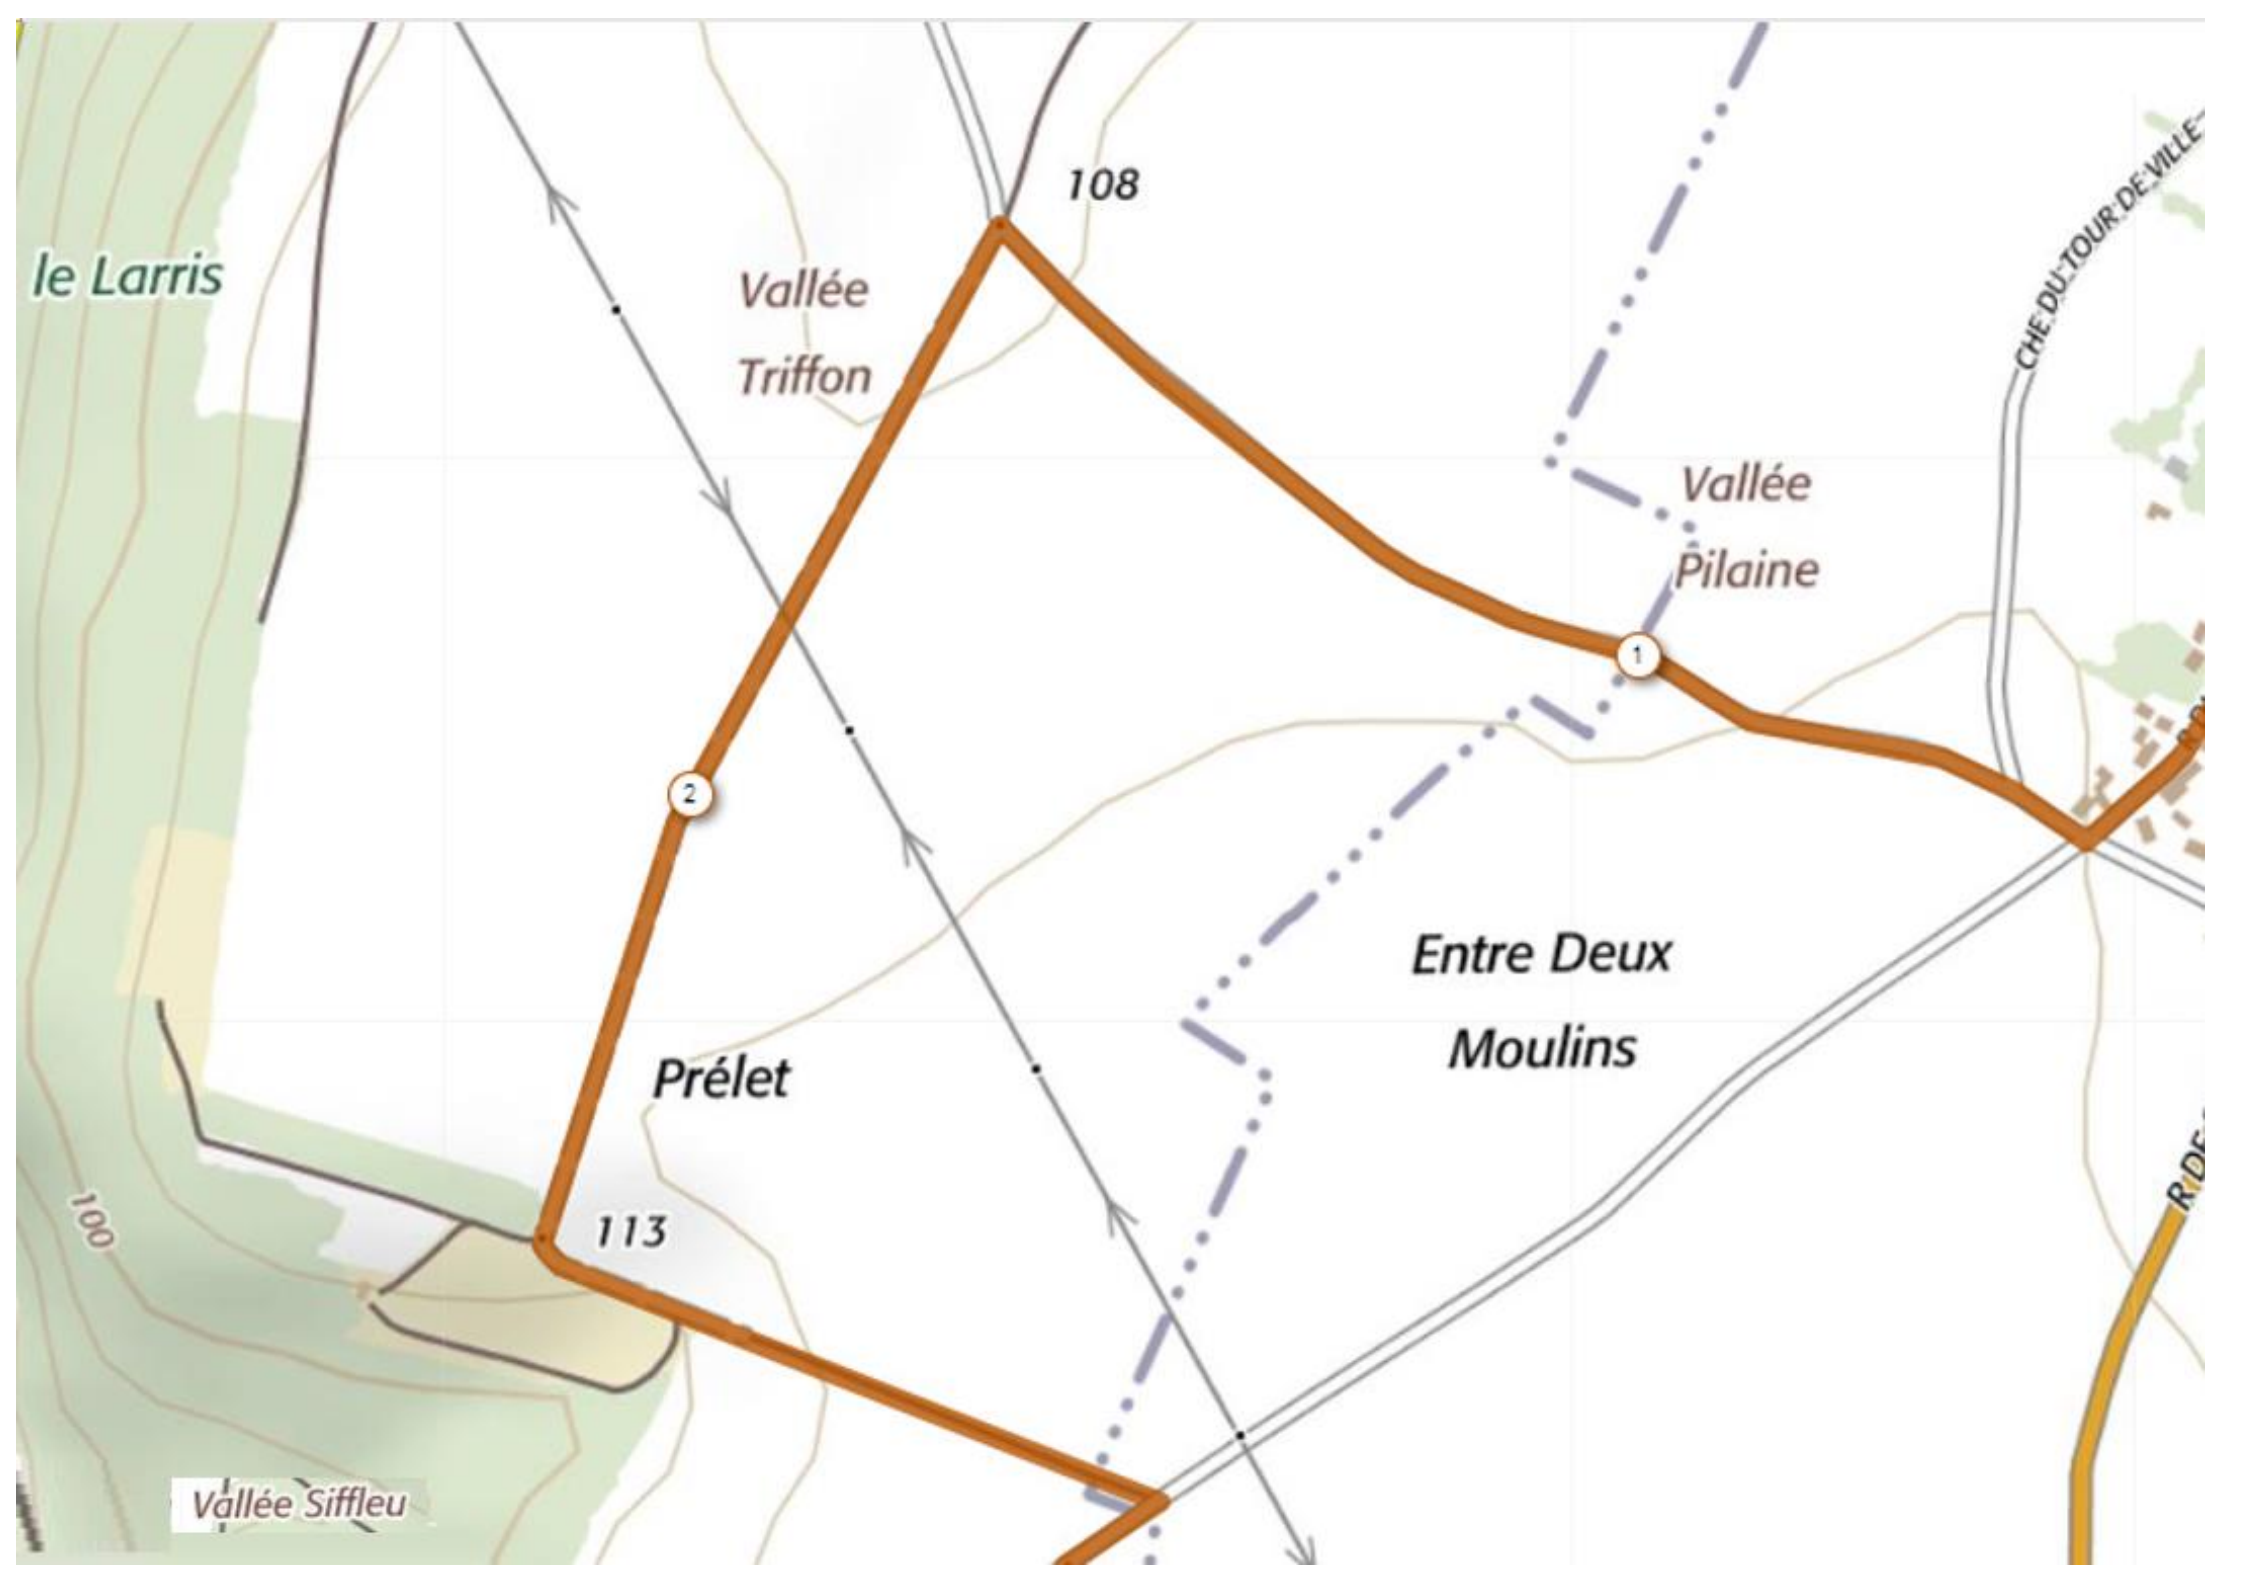 108
CHE DU TOUR DE VILLE
le Larris
Vallée
Triffon
Vallée
Pilaine
1
2
Entre Deux
Moulins
Prélet
113
100
R DE
Vallée Siffleu